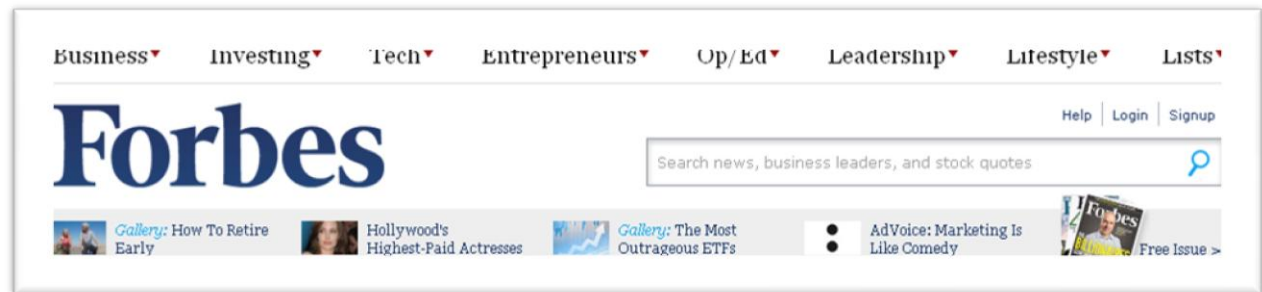 Business Investing Tech Entrepreneurs Op/Ed Leadership Lifestyle Lists
Forbes
Help Login Signup
Search news, business leaders, and stock quotes
Gallery: How To Retire
Early
Hollywood's
Highest-Paid Actresses
Gallery: The Most
Outrageous ETFs
AdVoice: Marketing Is
Like Comedy
Forbes
BILLIONAIRES
Free Issue >